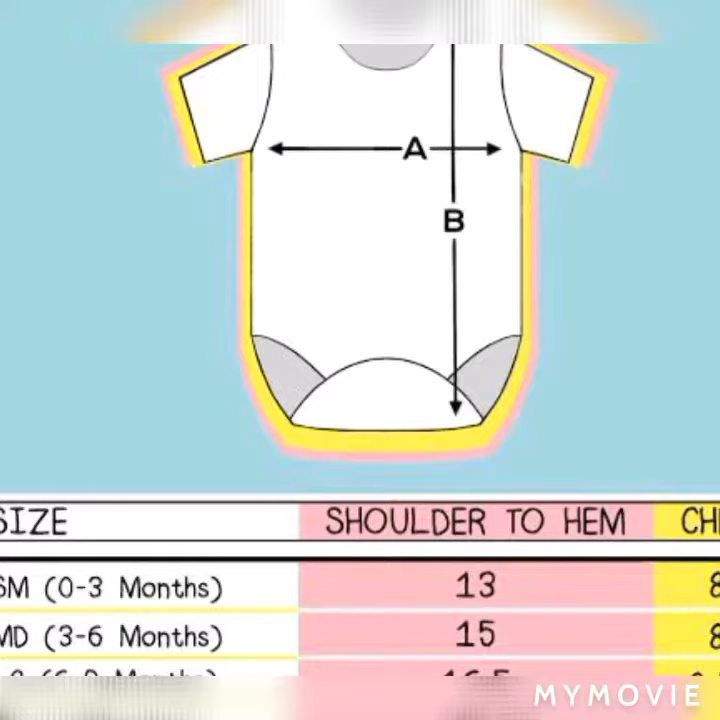 A
B
SIZE SHOULDER TO HEM
SM (0-3 Months) 13
MD (3-6 Months) 15
MYMOVIE